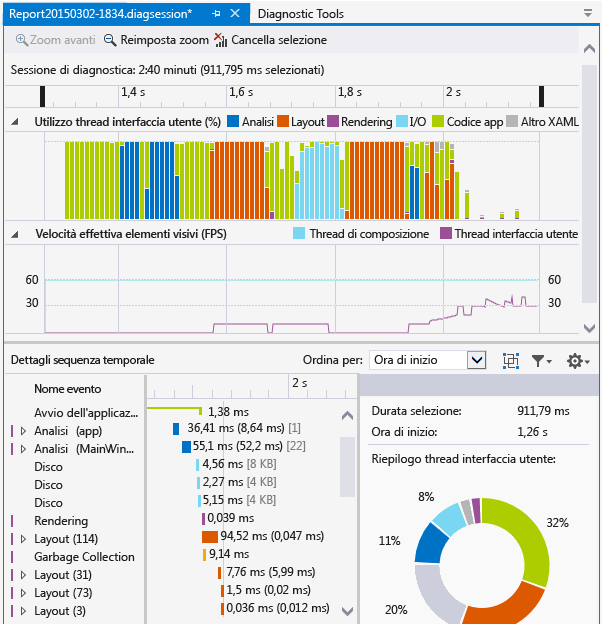 Report20150302-1834.diagsession* Diagnostic Tools
Zoom avanti Reimposta zoom Cancella selezione
Sessione di diagnostica: 2:40 minuti (911,795 ms selezionati)
1,4 s 1,6 s 1,8 s 2 s
Utilizzo thread interfaccia utente (%) Analisi Layout Rendering I/O Codice app Altro XAML
Velocità effettiva elementi visivi (FPS) Thread di composizione Thread interfaccia utente
60 60
30 30
Dettagli sequenza temporale Ordina per: Ora di inizio
Nome evento 2 s
Avvio dell'applicaz... 1,38 ms
Analisi (app) 36,41 ms (8,64 ms) [1]
Analisi (MainWin... 55,1 ms (52,2 ms) [22]
Disco 4,56 ms [8 KB]
Disco 2,27 ms [4 KB]
Disco 5,15 ms [4 KB]
Rendering 0,039 ms
Layout (114) 94,52 ms (0,047 ms)
Garbage Collection 9,14 ms
Layout (31) 7,76 ms (5,99 ms)
Layout (73) 1,5 ms (0,02 ms)
Layout (3) 0,036 ms (0,012 ms)
Durata selezione: 911,79 ms
Ora di inizio: 1,26 s
Riepilogo thread interfaccia utente:
8%
32%
11%
20%